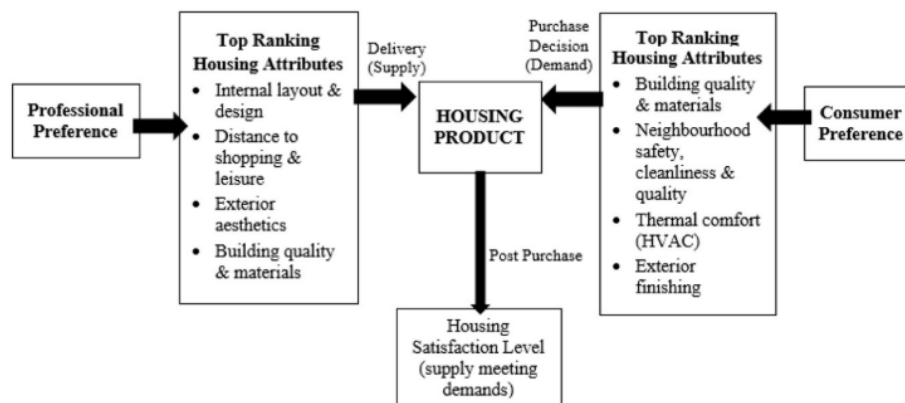 Professional
Preference
Top Ranking
Housing Attributes
• Internal layout &
design
• Distance to
shopping &
leisure
• Exterior
aesthetics
• Building quality
& materials
Delivery
(Supply)
HOUSING
PRODUCT
Purchase
Decision
(Demand)
Top Ranking
Housing Attributes
• Building quality
& materials
• Neighbourhood
safety,
cleanliness &
quality
• Thermal comfort
(HVAC)
• Exterior
finishing
Consumer
Preference
Post Purchase
Housing
Satisfaction Level
(supply meeting
demands)